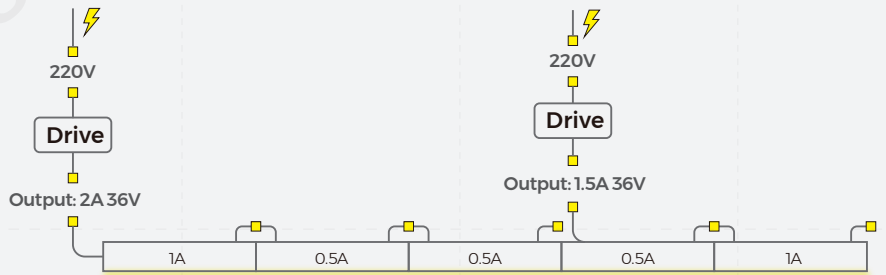 220V
220V
Drive
Drive
Output: 2A 36V
Output: 1.5A 36V
1A
0.5A
0.5A
0.5A
1A